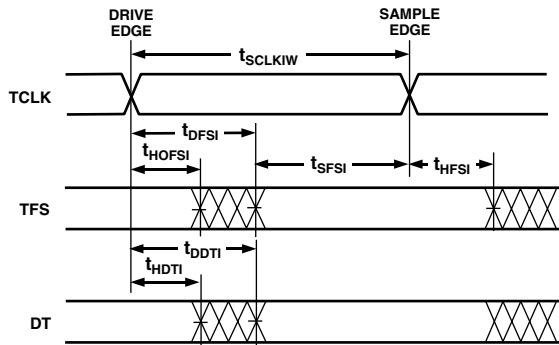 DRIVE
EDGE
SAMPLE
EDGE
tSCLKIW
TCLK
tDFSI
tHOFSI
tSFSI
tHFSI
TFS
tDDTI
tHDTI
DT